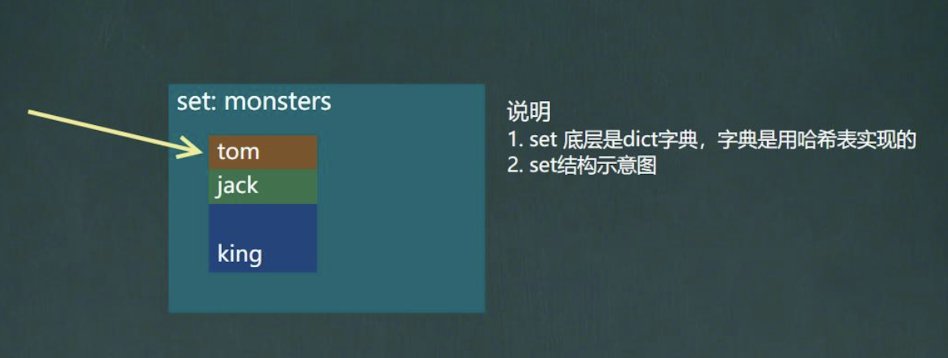 set: monsters
tom
jack
king
说明
1. set 底层是dict字典，字典是用哈希表实现的
2. set结构示意图